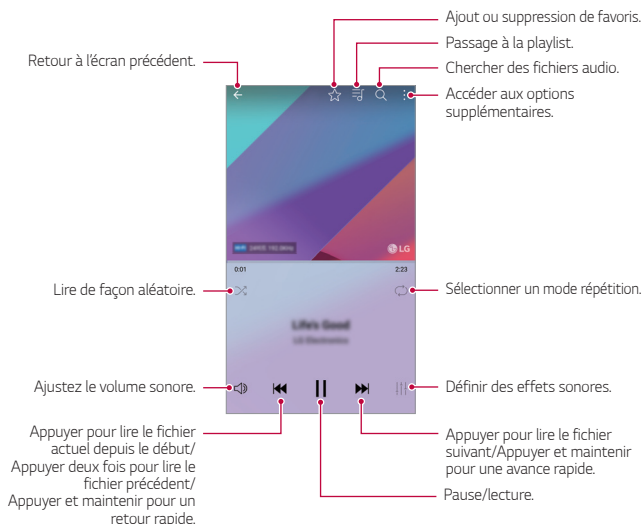 Ajout ou suppression de favoris.
Passage à la playlist.
Retour à l'écran précédent.
Chercher des fichiers audio.
Accéder aux options
supplémentaires.
LG
0:01
2:23
Lire de façon aléatoire.
Sélectionner un mode répétition.
Life's Good
LG Electronics
Ajustez le volume sonore.
Définir des effets sonores.
Appuyer pour lire le fichier
actuel depuis le début/
Appuyer deux fois pour lire le
fichier précédent/
Appuyer et maintenir pour un
retour rapide.
Appuyer pour lire le fichier
suivant/Appuyer et maintenir
pour une avance rapide.
Pause/lecture.